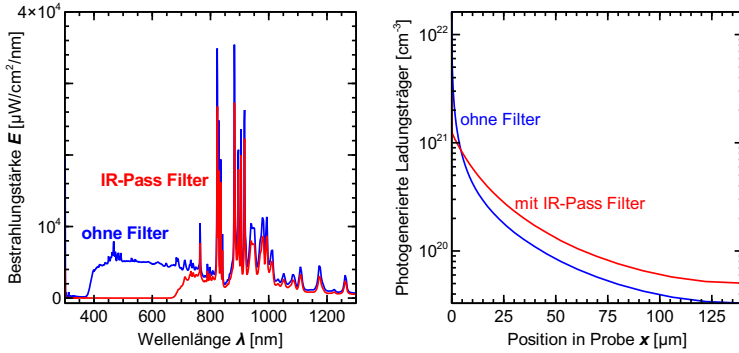 4×10⁴
10⁴
0
Bestrahlungstärke E [µW/cm²/nm]
IR-Pass Filter
ohne Filter
400 600 800 1000 1200
Wellenlänge λ [nm]
10²²
10²¹
10²⁰
Photogenerierte Ladungsträger [cm⁻³]
ohne Filter
mit IR-Pass Filter
0 25 50 75 100 125
Position in Probe x [µm]